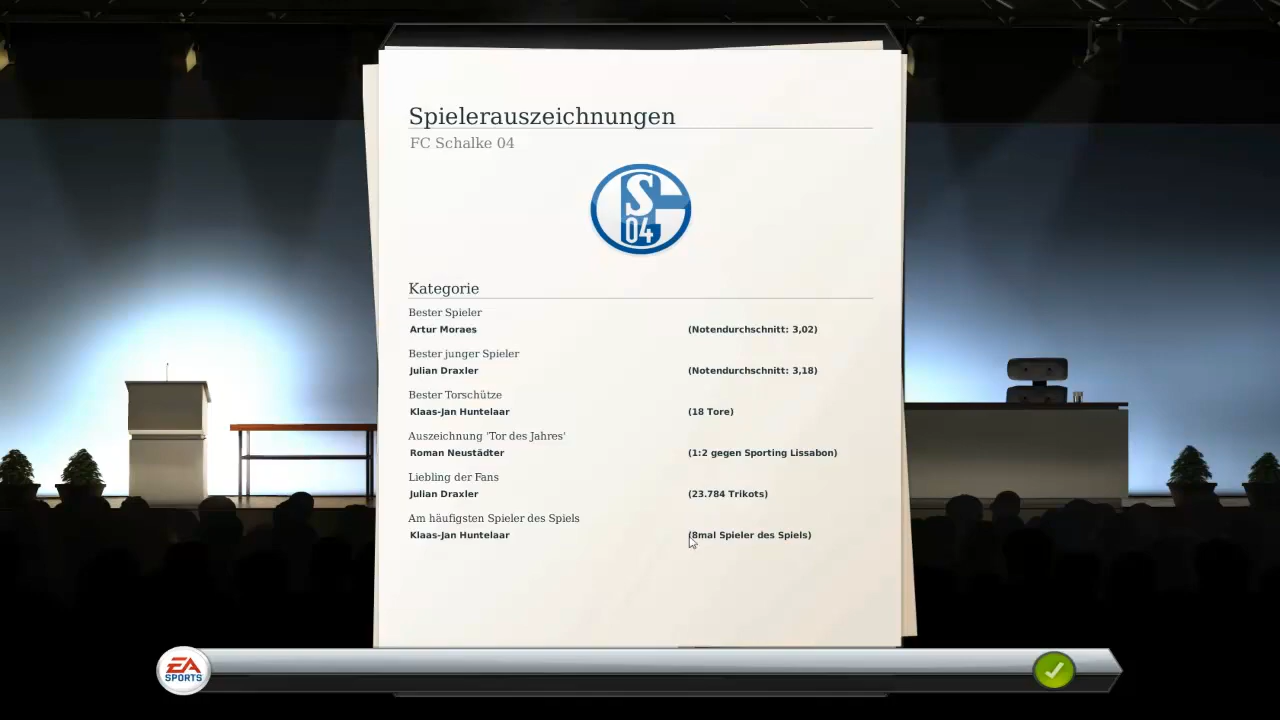 Spielerauszeichnungen
FC Schalke 04
S
04
Kategorie
Bester Spieler
Artur Moraes (Notendurchschnitt: 3,02)
Bester junger Spieler
Julian Draxler (Notendurchschnitt: 3,18)
Bester Torschütze
Klaas-Jan Huntelaar (18 Tore)
Auszeichnung 'Tor des Jahres'
Roman Neustädter (1:2 gegen Sporting Lissabon)
Liebling der Fans
Julian Draxler (23.784 Trikots)
Am häufigsten Spieler des Spiels
Klaas-Jan Huntelaar (8mal Spieler des Spiels)
EA
SPORTS